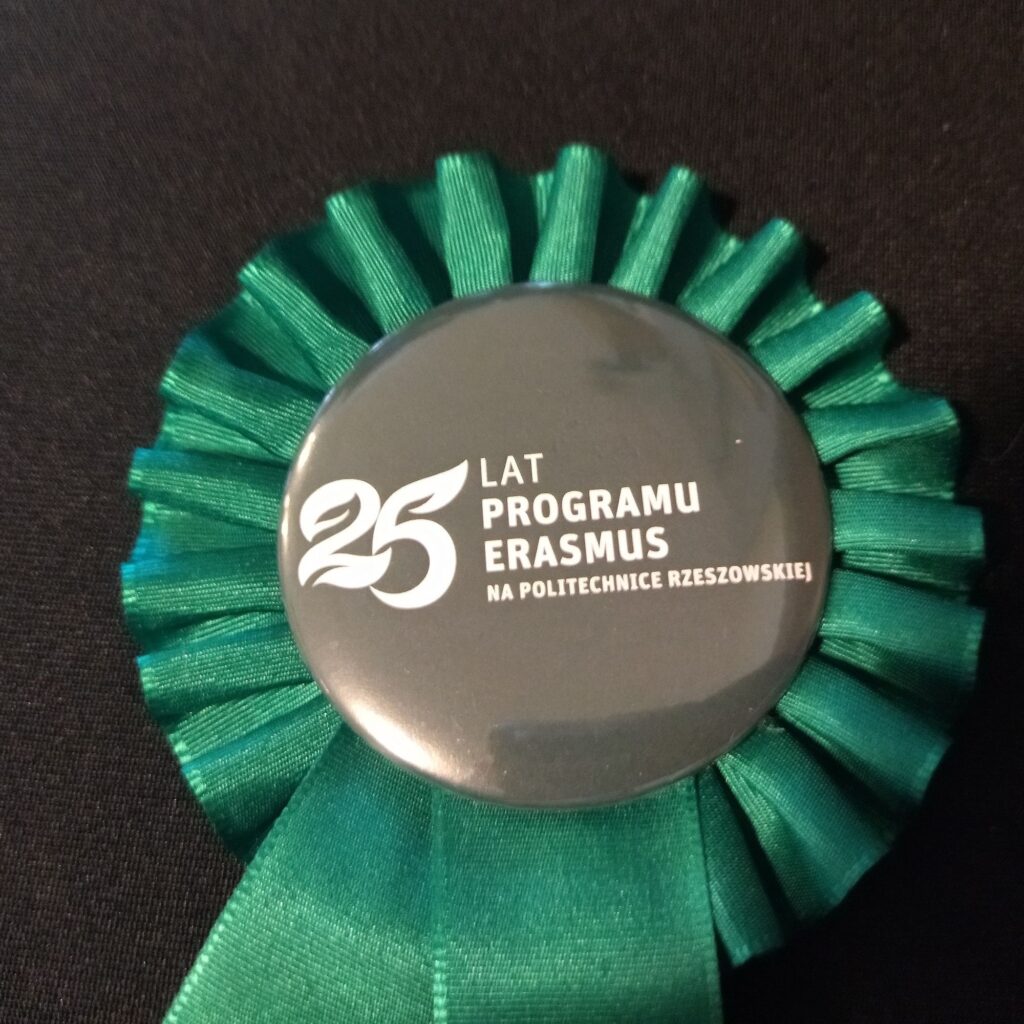 25 LAT
PROGRAMU
ERASMUS
NA POLITECHNICE RZESZOWSKIEJ